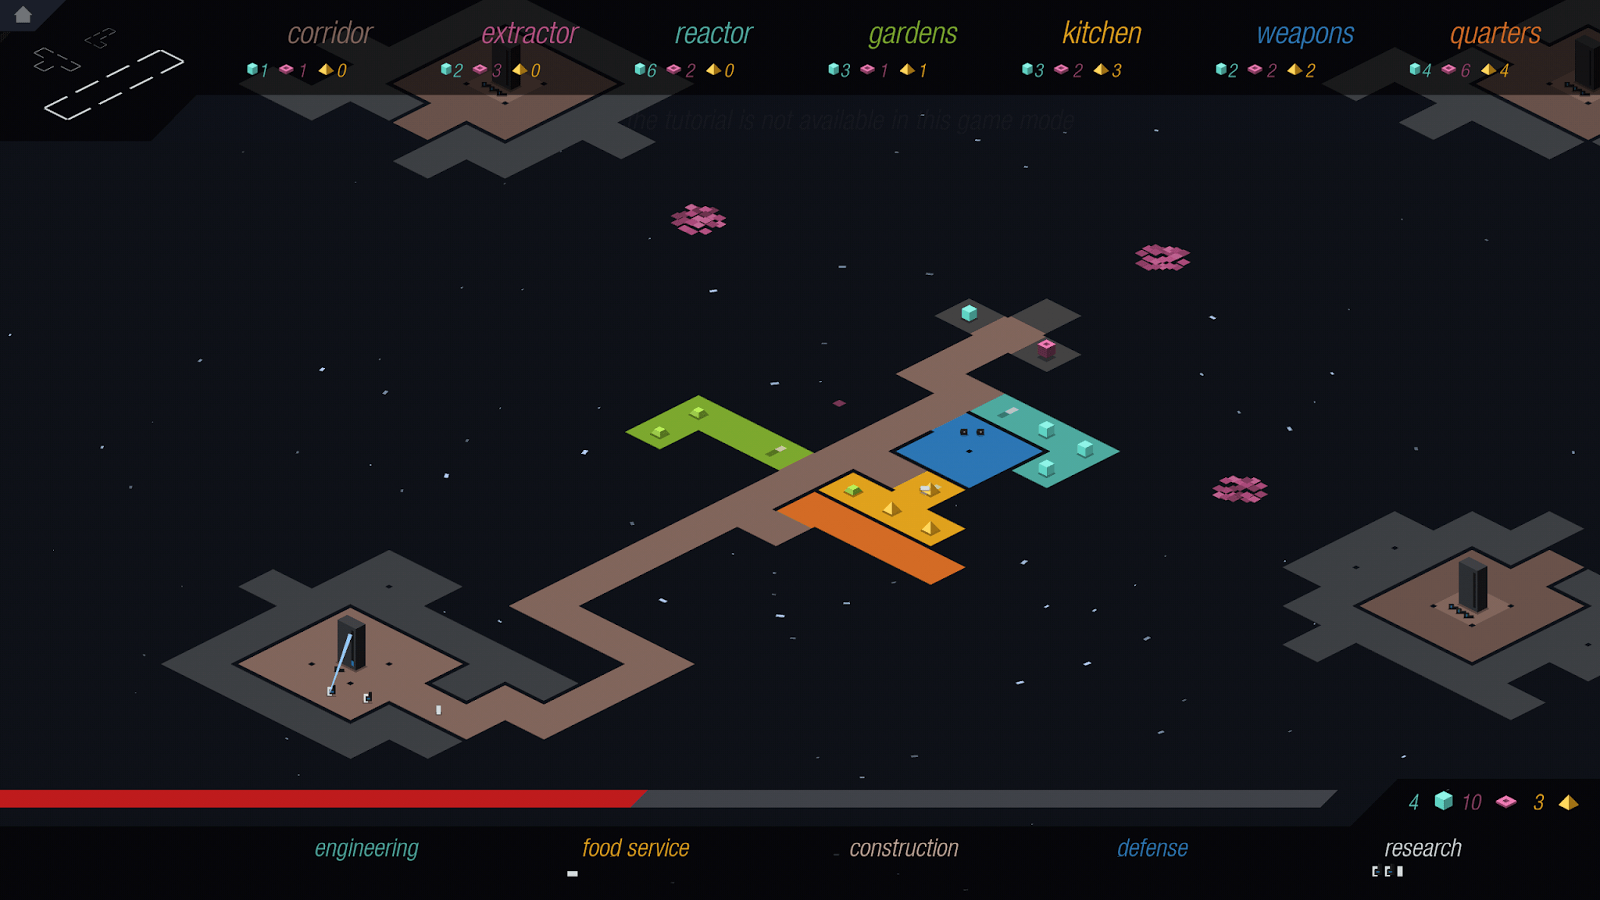 corridor extractor reactor gardens kitchen weapons quarters
1 1 0 2 3 0 6 2 0 3 1 1 3 2 3 2 2 2 4 6 4
the tutorial is not available in this game mode
4 10 3
engineering food service construction defense research